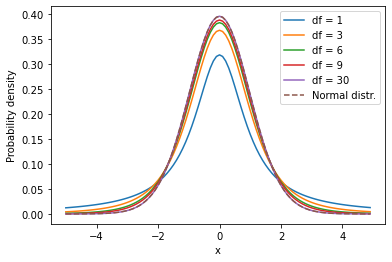 0.40
0.35
0.30
0.25
0.20
0.15
0.10
0.05
0.00
Probability density
−4
−2
0
2
4
x
df = 1
df = 3
df = 6
df = 9
df = 30
Normal distr.